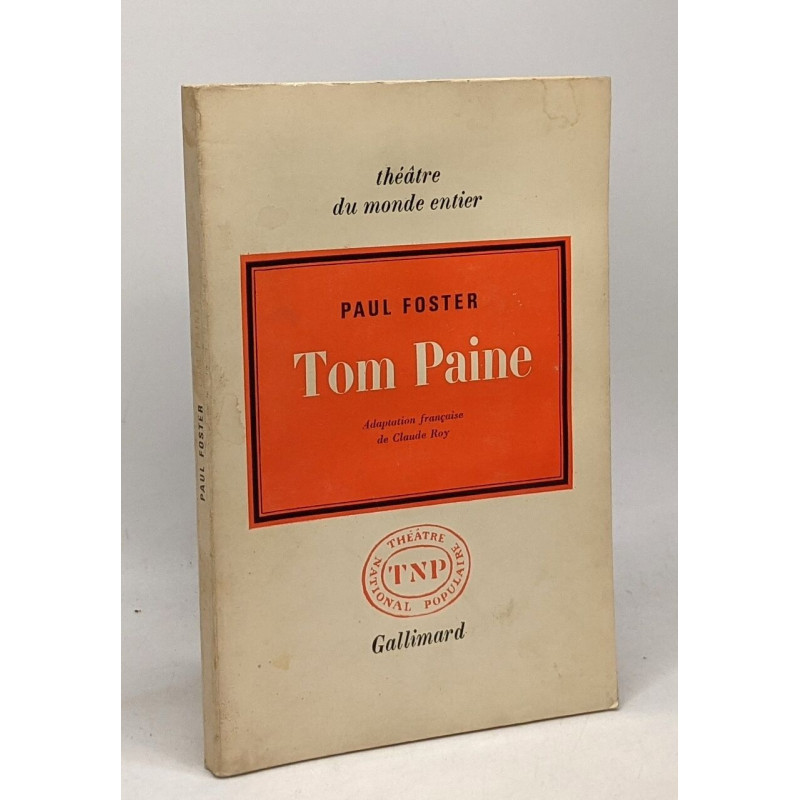 théâtre
du monde entier
PAUL FOSTER
Tom Paine
Adaptation française
de Claude Roy
THÉÂTRE
NATIONAL POPULAIRE
TNP
Gallimard
PAUL FOSTER